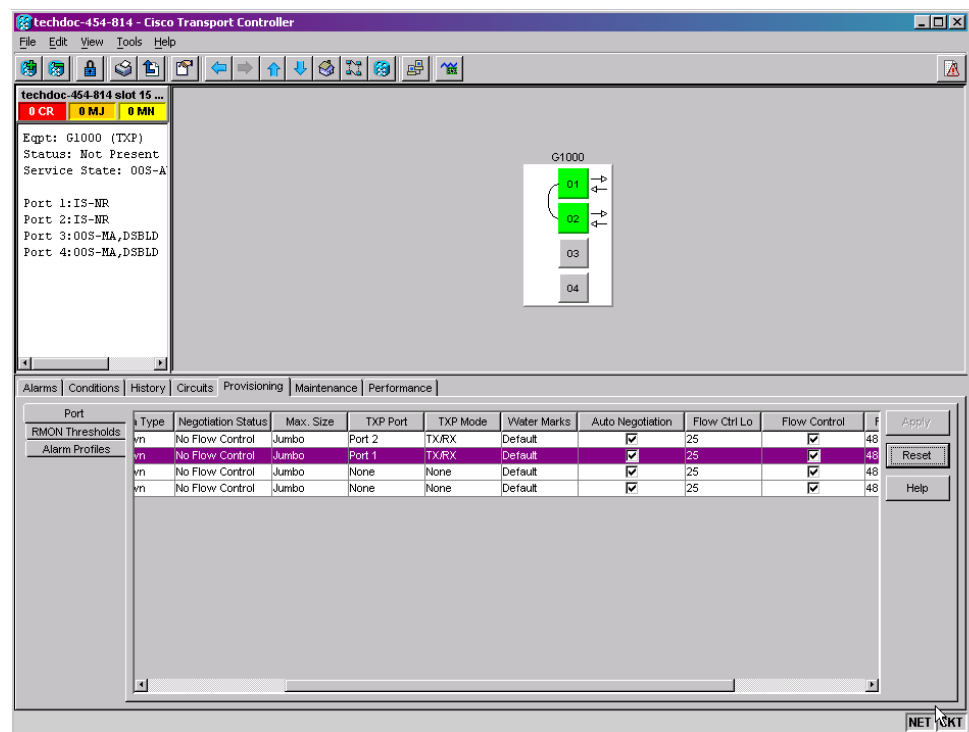 techdoc-454-814 - Cisco Transport Controller
File Edit View Tools Help
techdoc-454-814 slot 15 ...
0 CR 0 MJ 0 MN
Eqpt: G1000 (TXP)
Status: Not Present
Service State: OOS-A
Port 1:IS-NR
Port 2:IS-NR
Port 3:OOS-MA,DSBLD
Port 4:OOS-MA,DSBLD
G1000
01
02
03
04
Alarms Conditions History Circuits Provisioning Maintenance Performance
Port
RMON Thresholds
Alarm Profiles
Type Negotiation Status Max. Size TXP Port TXP Mode Water Marks Auto Negotiation Flow Ctrl Lo Flow Control F
wn No Flow Control Jumbo Port 2 TX/RX Default 25 48
wn No Flow Control Jumbo Port 1 TX/RX Default 25 48
wn No Flow Control Jumbo None None Default 25 48
wn No Flow Control Jumbo None None Default 25 48
Apply
Reset
Help
NET CKT